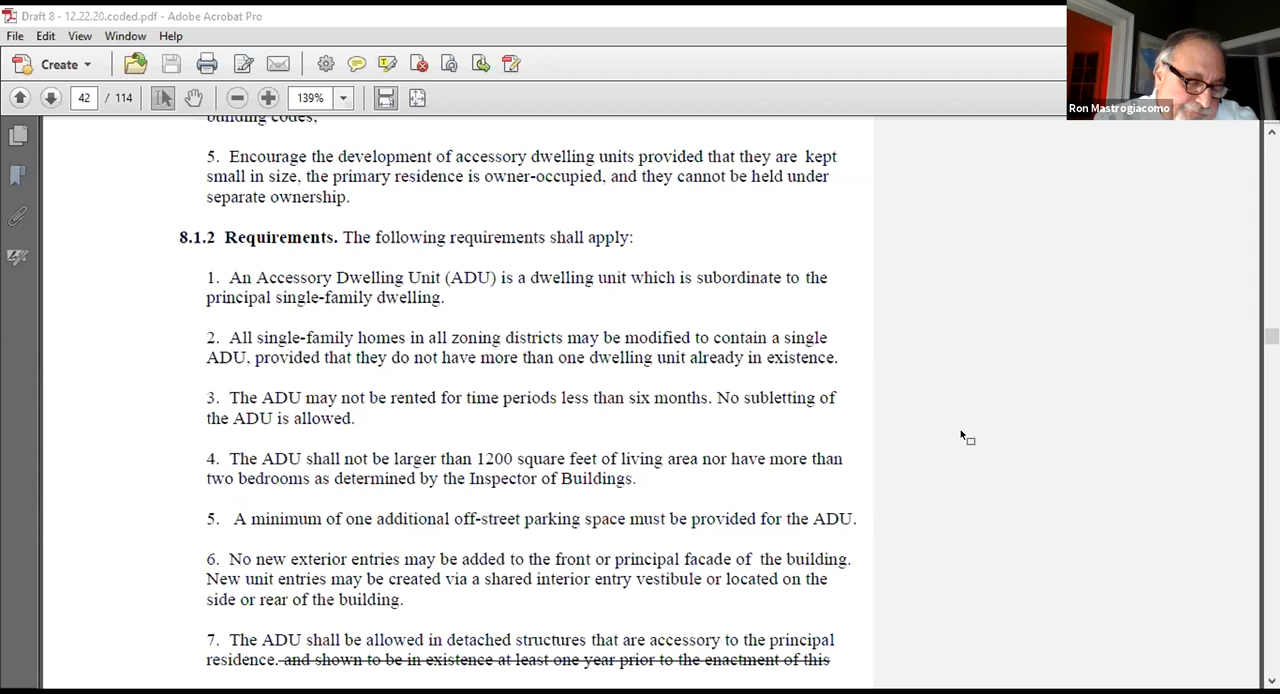 Draft 8 - 12.22.20.coded.pdf - Adobe Acrobat Pro
File Edit View Window Help
Create
42 / 114 139%
Ron Mastrogiacomo
building codes;
5. Encourage the development of accessory dwelling units provided that they are kept
small in size, the primary residence is owner-occupied, and they cannot be held under
separate ownership.
8.1.2 Requirements. The following requirements shall apply:
1. An Accessory Dwelling Unit (ADU) is a dwelling unit which is subordinate to the
principal single-family dwelling.
2. All single-family homes in all zoning districts may be modified to contain a single
ADU, provided that they do not have more than one dwelling unit already in existence.
3. The ADU may not be rented for time periods less than six months. No subletting of
the ADU is allowed.
4. The ADU shall not be larger than 1200 square feet of living area nor have more than
two bedrooms as determined by the Inspector of Buildings.
5. A minimum of one additional off-street parking space must be provided for the ADU.
6. No new exterior entries may be added to the front or principal facade of the building.
New unit entries may be created via a shared interior entry vestibule or located on the
side or rear of the building.
7. The ADU shall be allowed in detached structures that are accessory to the principal
residence. and shown to be in existence at least one year prior to the enactment of this